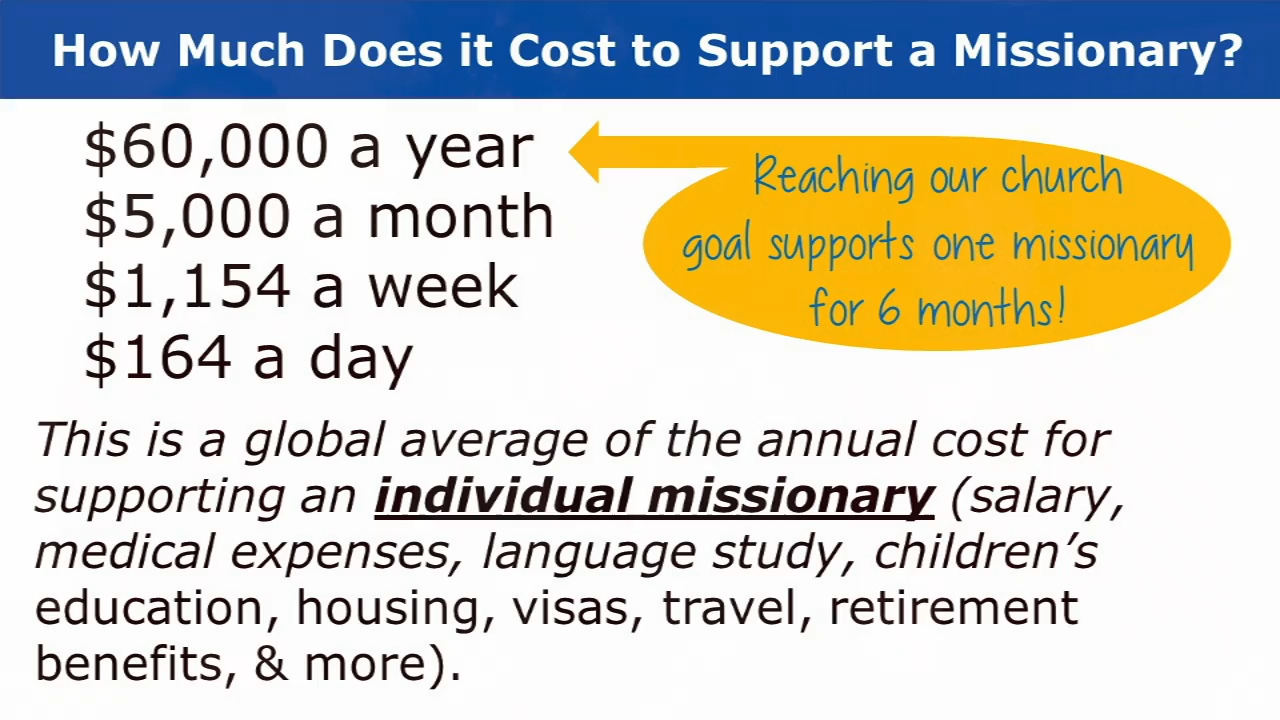 How Much Does it Cost to Support a Missionary?
$60,000 a year
$5,000 a month
$1,154 a week
$164 a day
Reaching our church
goal supports one missionary
for 6 months!
This is a global average of the annual cost for
supporting an individual missionary (salary,
medical expenses, language study, children’s
education, housing, visas, travel, retirement
benefits, & more).